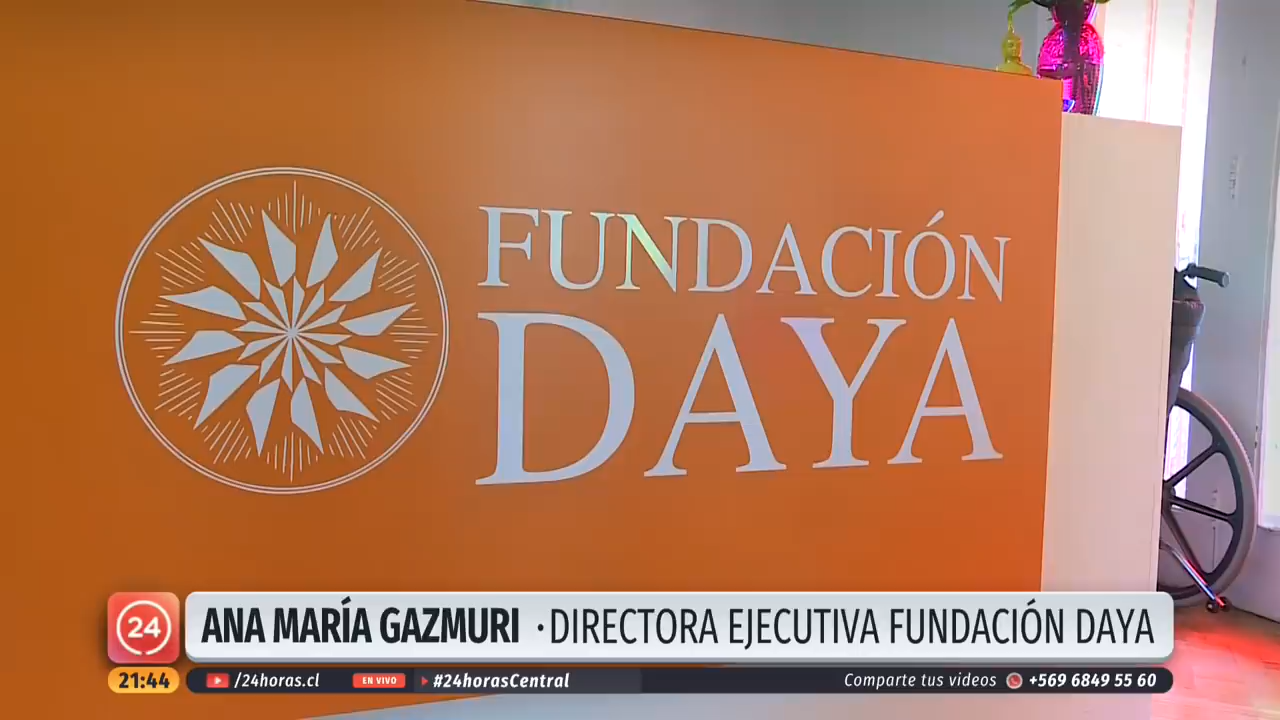 FUNDACIÓN
DAYA
24
ANA MARÍA GAZMURI · DIRECTORA EJECUTIVA FUNDACIÓN DAYA
21:44 /24horas.cl EN VIVO #24horasCentral Comparte tus videos +569 6849 55 60